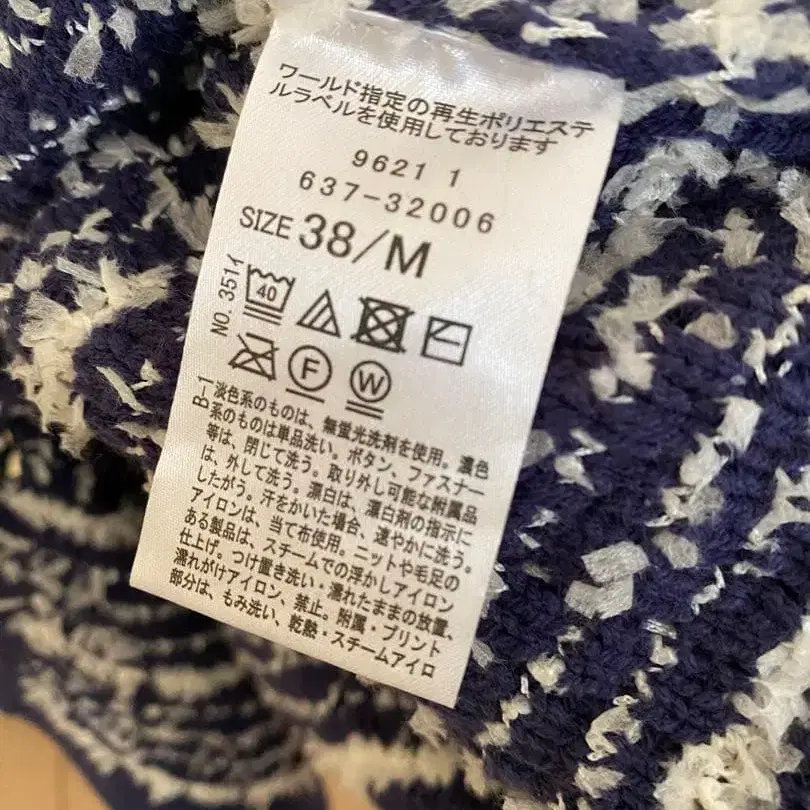 ワールド指定の再生ポリエステ
ルラベルを使用しております
9621 1
637-32006
SIZE 38/M
NO. 351イ
40
F W
B-1
淡色系のものは、無蛍光洗剤を使用。濃色
系のものは単品洗い。ボタン、ファスナー
等は、閉じて洗う。取り外し可能な附属品
は、外して洗う。漂白は、漂白剤の指示に
したがう。汗をかいた場合、速やかに洗う。
アイロンは、当て布使用。ニットや毛足の
ある製品は、スチームでの浮かしアイロン
仕上げ。つけ置き洗い・濡れたままの放置、
濡れがけアイロン、禁止。附属・プリント
部分は、もみ洗い、乾熱・スチームアイロ